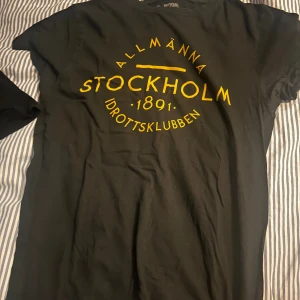 ALLMÄNNA
STOCKHOLM
·1891·
IDROTTSKLUBBEN